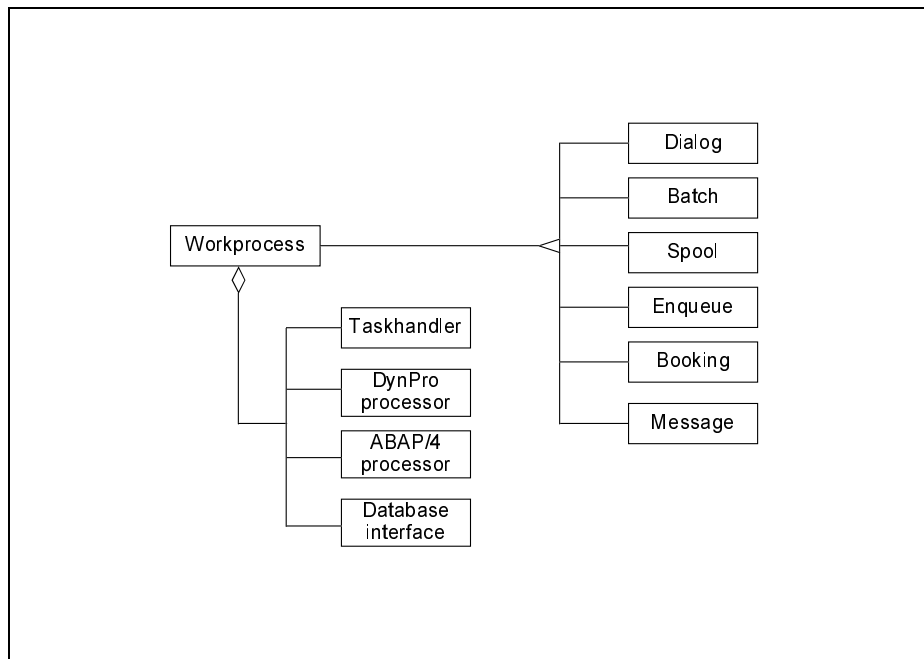 Dialog
Batch
Workprocess
Spool
Enqueue
Taskhandler
Booking
DynPro
processor
Message
ABAP/4
processor
Database
interface